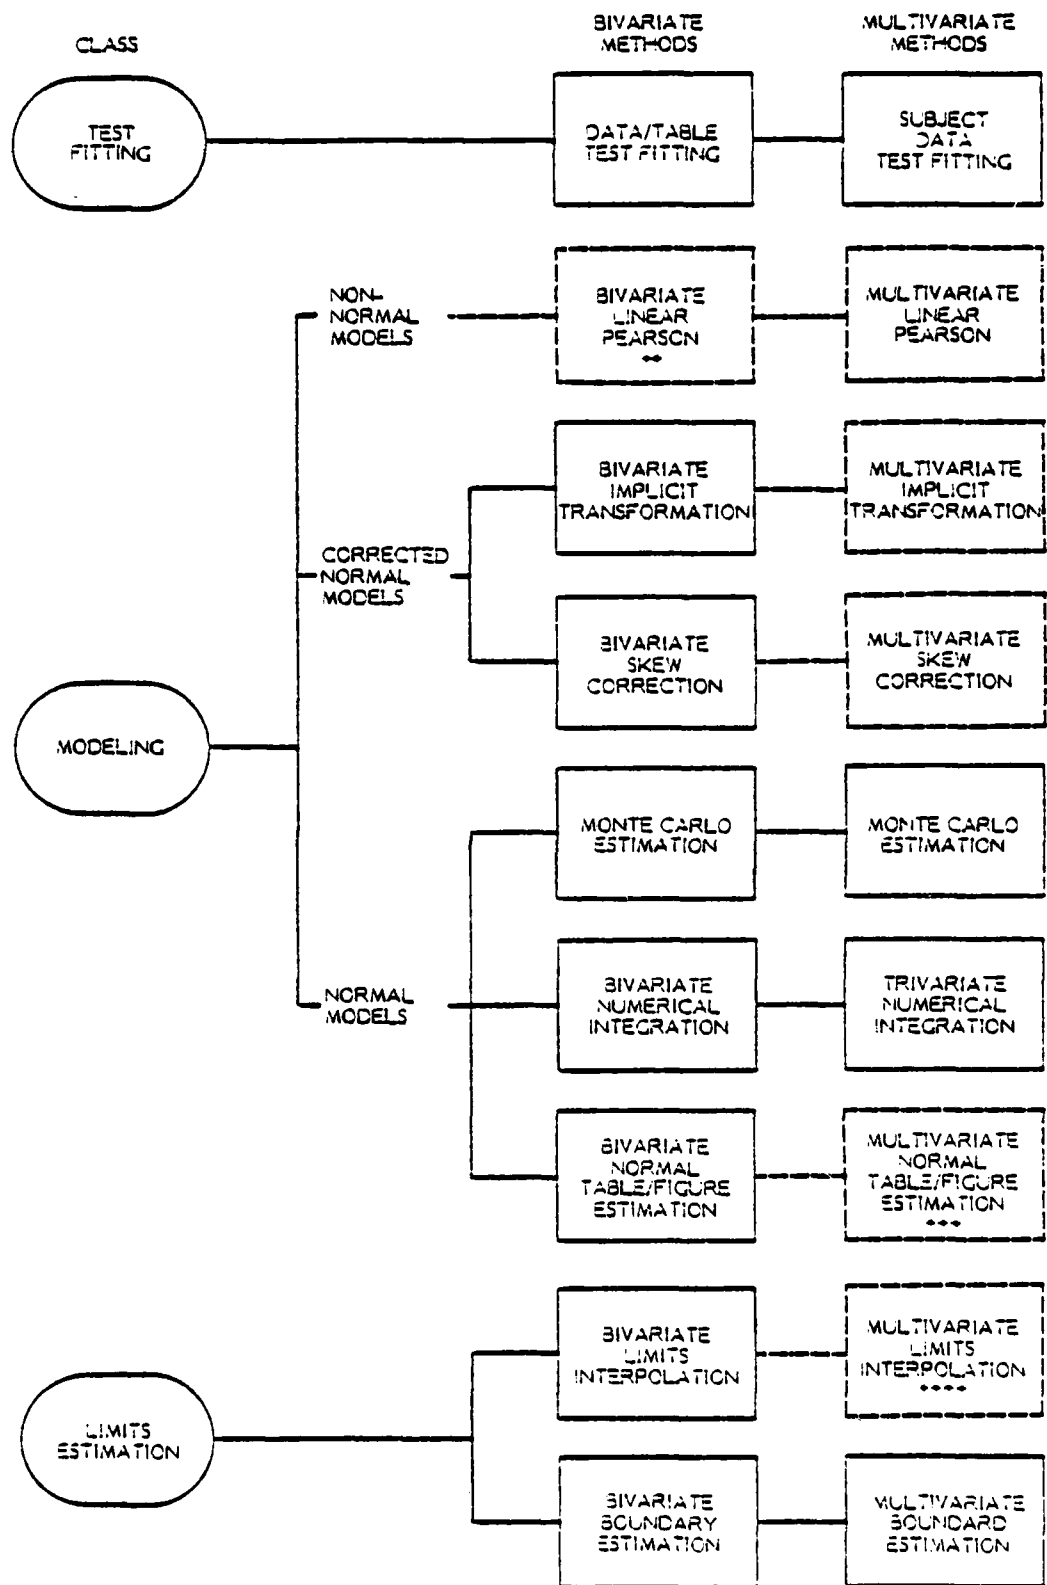 CLASS
BIVARIATE
METHODS
MULTIVARIATE
METHODS
TEST
FITTING
DATA/TABLE
TEST FITTING
SUBJECT
DATA
TEST FITTING
NON-
NORMAL
MODELS
BIVARIATE
LINEAR
PEARSON
**
MULTIVARIATE
LINEAR
PEARSON
BIVARIATE
IMPLICIT
TRANSFORMATION
MULTIVARIATE
IMPLICIT
TRANSFORMATION
CORRECTED
NORMAL
MODELS
BIVARIATE
SKEW
CORRECTION
MULTIVARIATE
SKEW
CORRECTION
MODELING
MONTE CARLO
ESTIMATION
MONTE CARLO
ESTIMATION
NORMAL
MODELS
BIVARIATE
NUMERICAL
INTEGRATION
TRIVARIATE
NUMERICAL
INTEGRATION
BIVARIATE
NORMAL
TABLE/FIGURE
ESTIMATION
MULTIVARIATE
NORMAL
TABLE/FIGURE
ESTIMATION
***
BIVARIATE
LIMITS
INTERPOLATION
MULTIVARIATE
LIMITS
INTERPOLATION
****
LIMITS
ESTIMATION
BIVARIATE
BOUNDARY
ESTIMATION
MULTIVARIATE
BOUNDARD
ESTIMATION